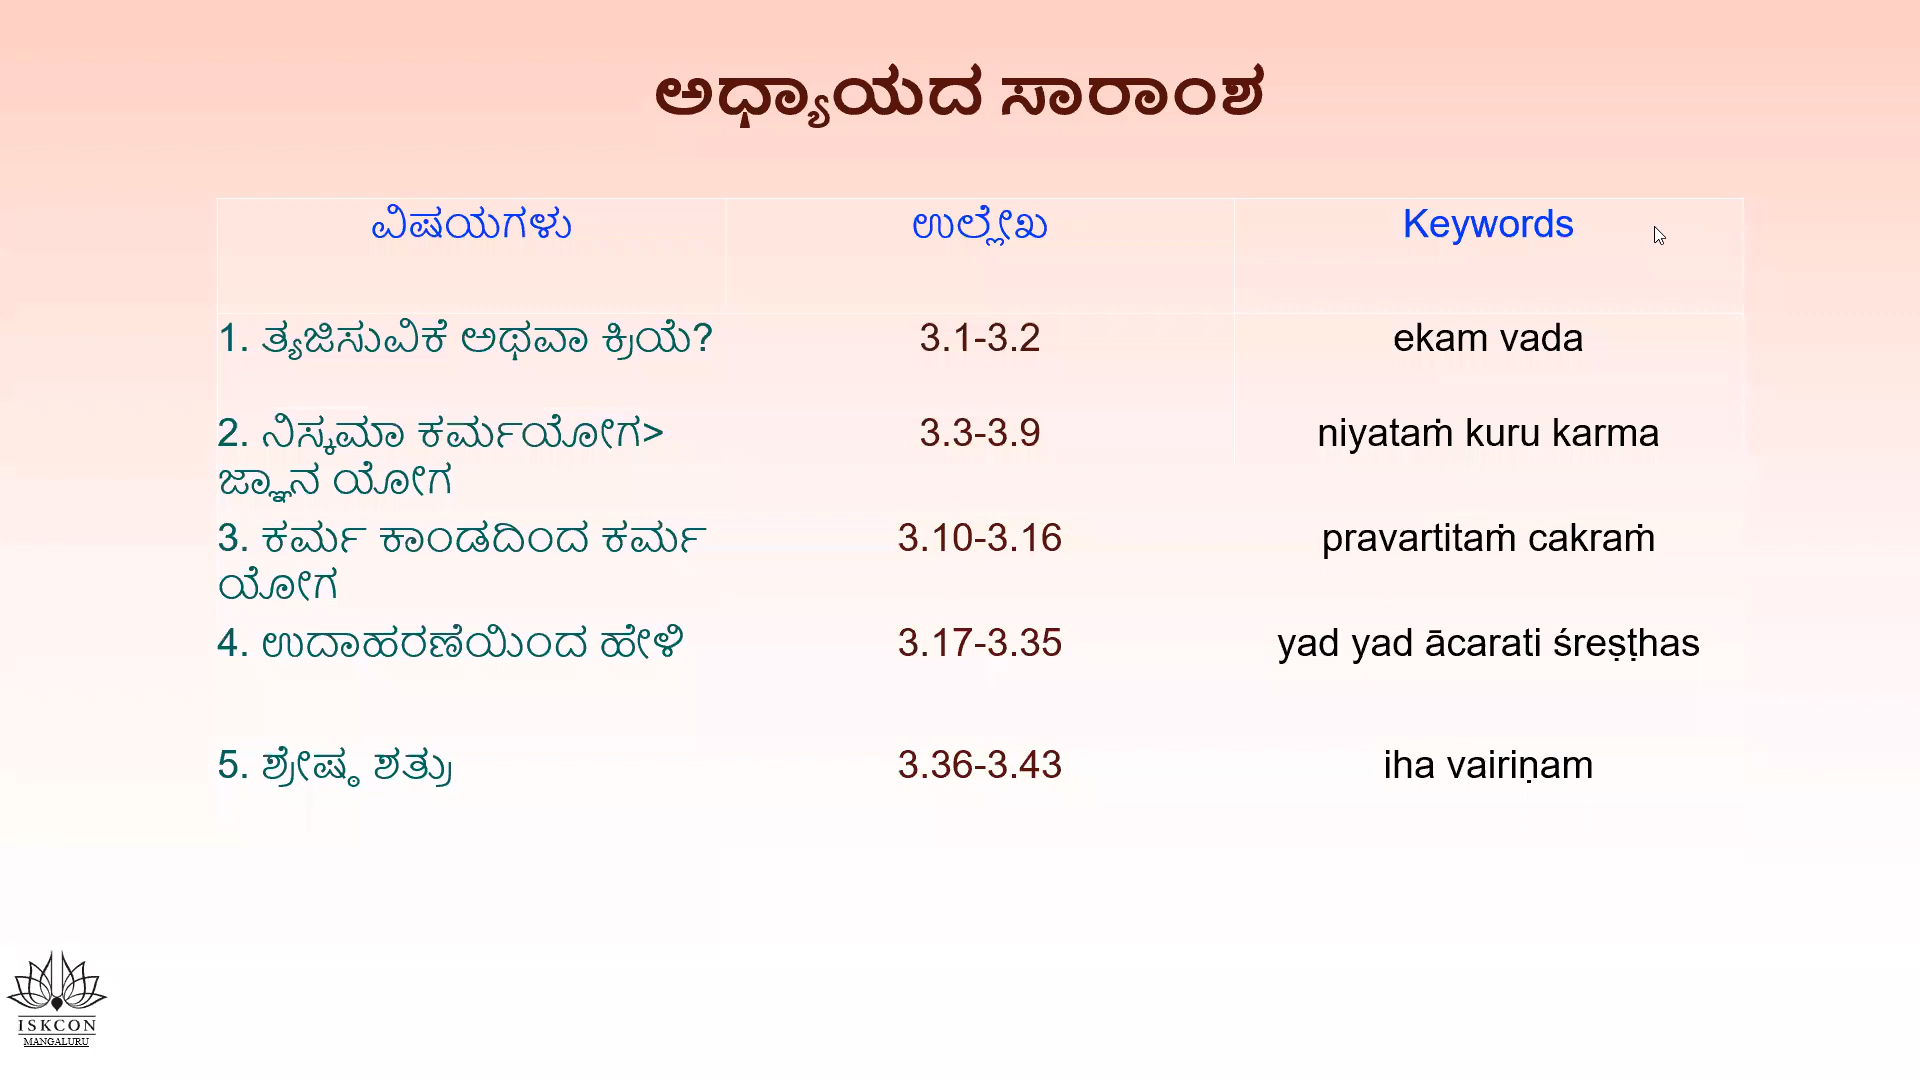 ಅಧ್ಯಾಯದ ಸಾರಾಂಶ
ವಿಷಯಗಳು ಉಲ್ಲೇಖ Keywords
1. ತ್ಯಜಿಸುವಿಕೆ ಅಥವಾ ಕ್ರಿಯೆ? 3.1-3.2 ekam vada
2. ನಿಸ್ಕಮಾ ಕರ್ಮಯೋಗ> 3.3-3.9 niyataṁ kuru karma
ಜ್ಞಾನ ಯೋಗ
3. ಕರ್ಮ ಕಾಂಡದಿಂದ ಕರ್ಮ 3.10-3.16 pravartitaṁ cakraṁ
ಯೋಗ
4. ಉದಾಹರಣೆಯಿಂದ ಹೇಳಿ 3.17-3.35 yad yad ācarati śreṣṭhas
5. ಶ್ರೇಷ್ಠ ಶತ್ರು 3.36-3.43 iha vairiṇam
ISKCON
MANGALURU